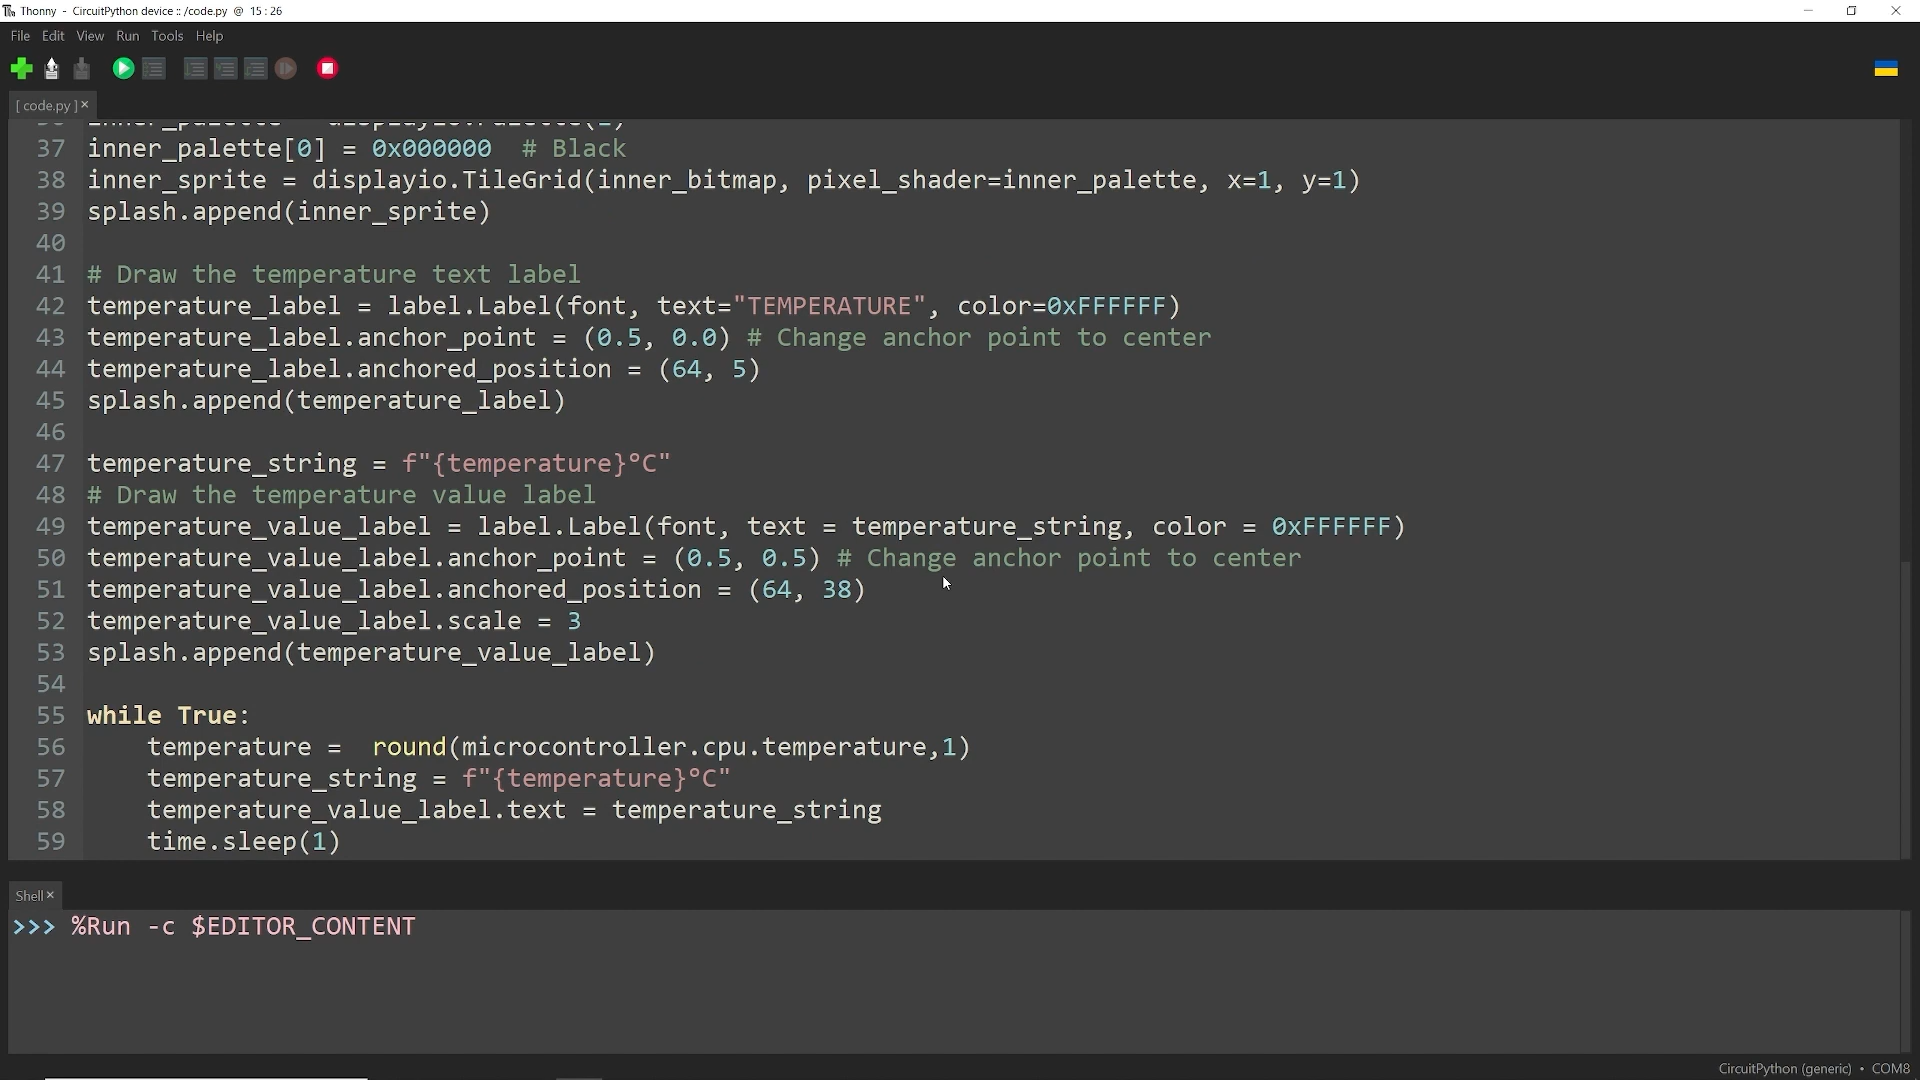 Thonny - CircuitPython device :: /code.py @ 15 : 26
File Edit View Run Tools Help
[ code.py ]
37 inner_palette[0] = 0x000000 # Black
38 inner_sprite = displayio.TileGrid(inner_bitmap, pixel_shader=inner_palette, x=1, y=1)
39 splash.append(inner_sprite)
40
41 # Draw the temperature text label
42 temperature_label = label.Label(font, text="TEMPERATURE", color=0xFFFFFF)
43 temperature_label.anchor_point = (0.5, 0.0) # Change anchor point to center
44 temperature_label.anchored_position = (64, 5)
45 splash.append(temperature_label)
46
47 temperature_string = f"{temperature}°C"
48 # Draw the temperature value label
49 temperature_value_label = label.Label(font, text = temperature_string, color = 0xFFFFFF)
50 temperature_value_label.anchor_point = (0.5, 0.5) # Change anchor point to center
51 temperature_value_label.anchored_position = (64, 38)
52 temperature_value_label.scale = 3
53 splash.append(temperature_value_label)
54
55 while True:
56     temperature =  round(microcontroller.cpu.temperature,1)
57     temperature_string = f"{temperature}°C"
58     temperature_value_label.text = temperature_string
59     time.sleep(1)
Shell
>>> %Run -c $EDITOR_CONTENT
CircuitPython (generic) • COM8